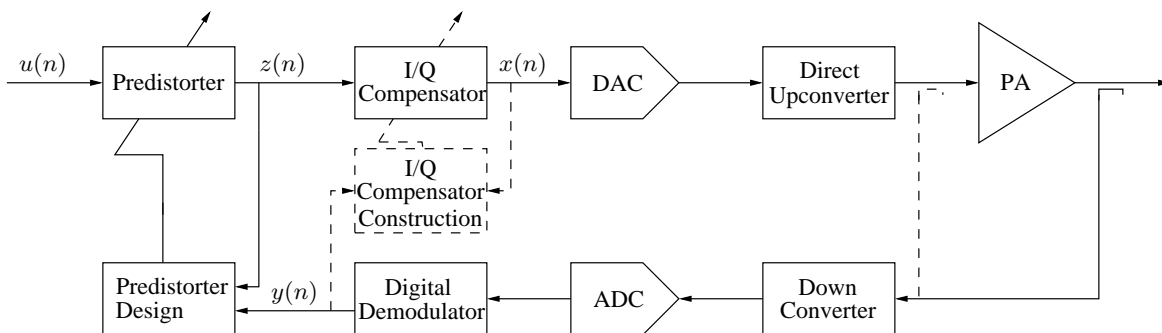 u(n)
Predistorter
z(n)
I/Q
Compensator
x(n)
DAC
Direct
Upconverter
PA
I/Q
Compensator
Construction
Predistorter
Design
y(n)
Digital
Demodulator
ADC
Down
Converter